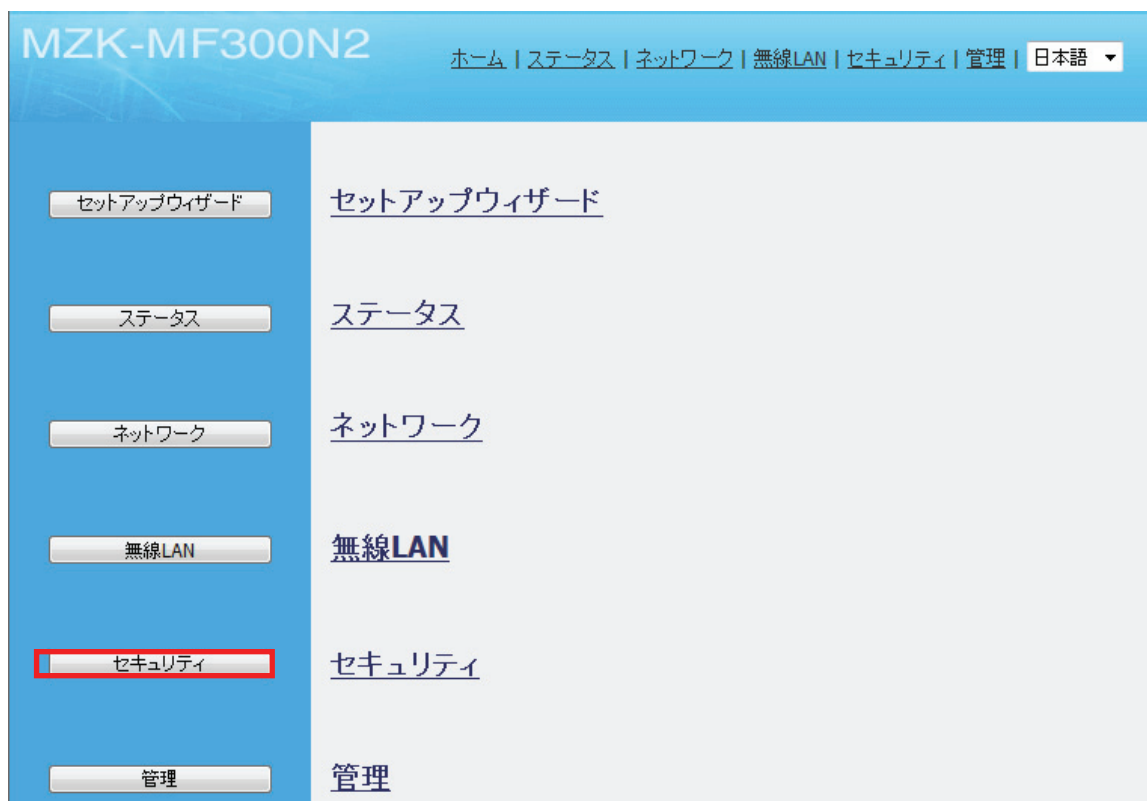 MZK-MF300N2
ホーム | ステータス | ネットワーク | 無線LAN | セキュリティ | 管理 | 日本語
セットアップウィザード
セットアップウィザード
ステータス
ステータス
ネットワーク
ネットワーク
無線LAN
無線LAN
セキュリティ
セキュリティ
管理
管理